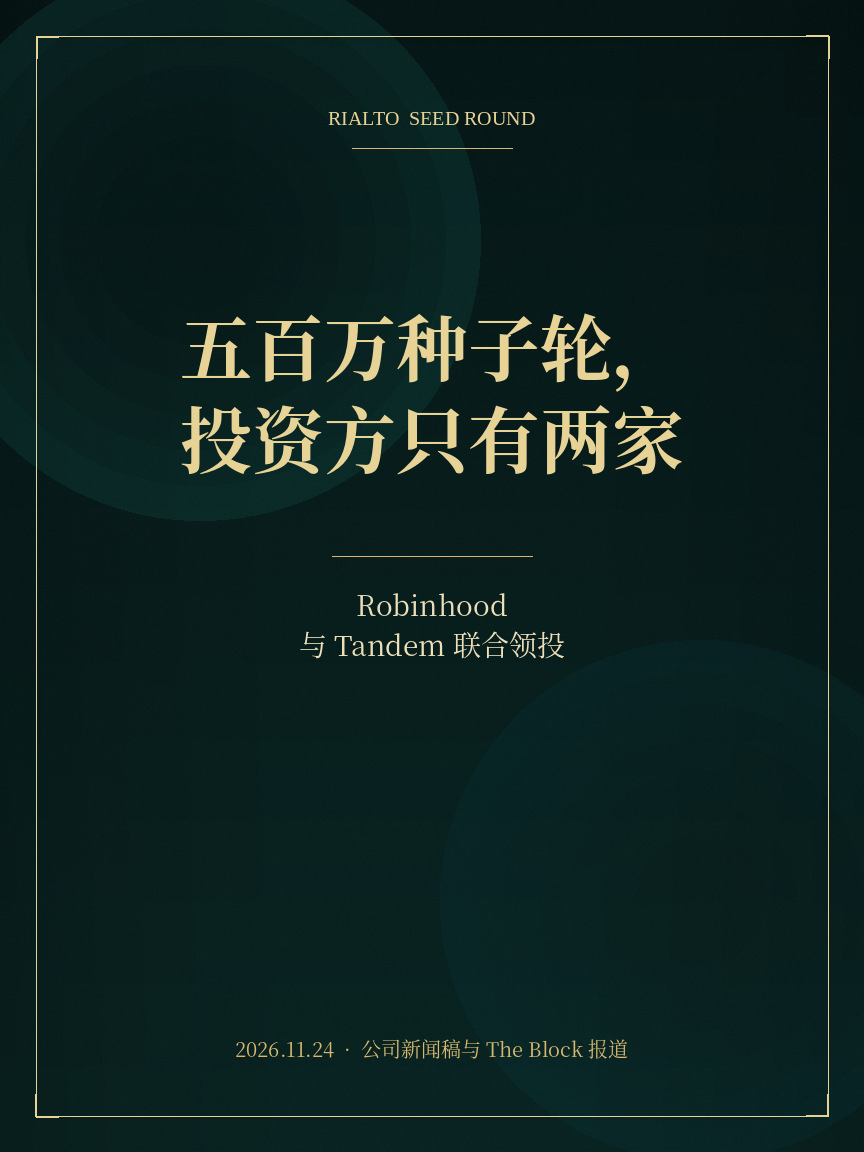 RIALTO SEED ROUND
五百万种子轮，
投资方只有两家
Robinhood
与 Tandem 联合领投
2026.11.24 · 公司新闻稿与 The Block 报道